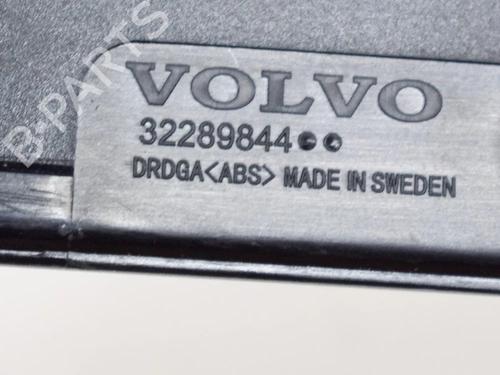 VOLVO
32289844
DRDGA<ABS> MADE IN SWEDEN
B-PARTS